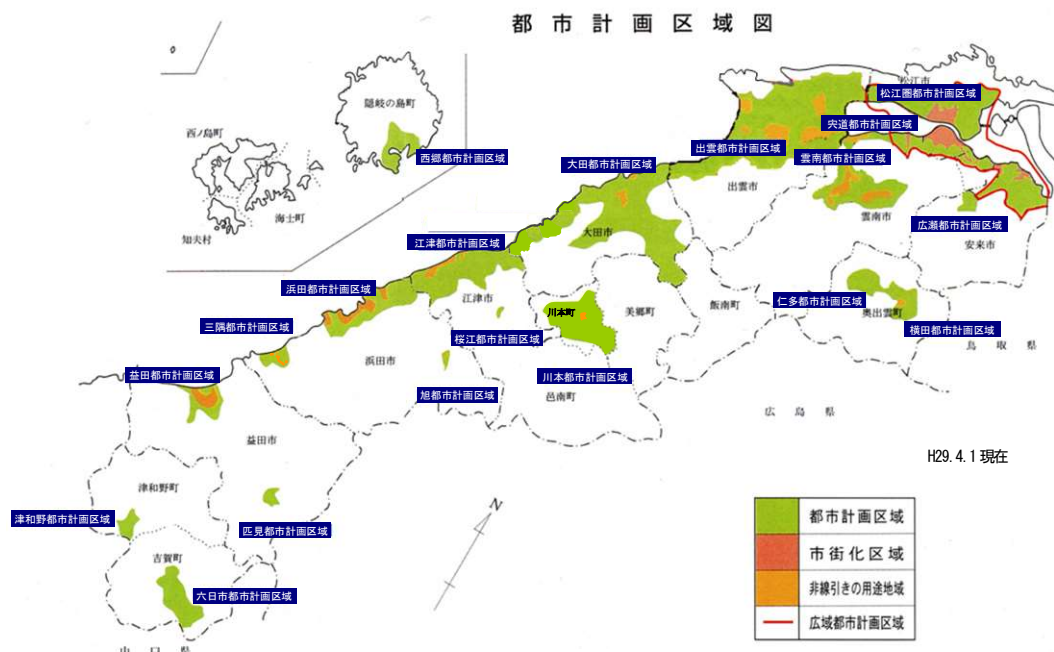 都市計画区域図
松江市
松江圏都市計画区域
隠岐の島町
宍道都市計画区域
西ノ島町
出雲都市計画区域
西郷都市計画区域
雲南都市計画区域
大田都市計画区域
出雲市
海士町
雲南市
広瀬都市計画区域
知夫村
大田市
江津都市計画区域
安来市
浜田都市計画区域
江津市
仁多都市計画区域
川本町
美郷町
飯南町
奥出雲町
三隅都市計画区域
横田都市計画区域
桜江都市計画区域
鳥取県
浜田市
益田都市計画区域
川本都市計画区域
旭都市計画区域
邑南町
広島県
益田市
H29.4.1現在
津和野町
N
津和野都市計画区域
匹見都市計画区域
吉賀町
六日市都市計画区域
山口県
都市計画区域
市街化区域
非線引きの用途地域
広域都市計画区域